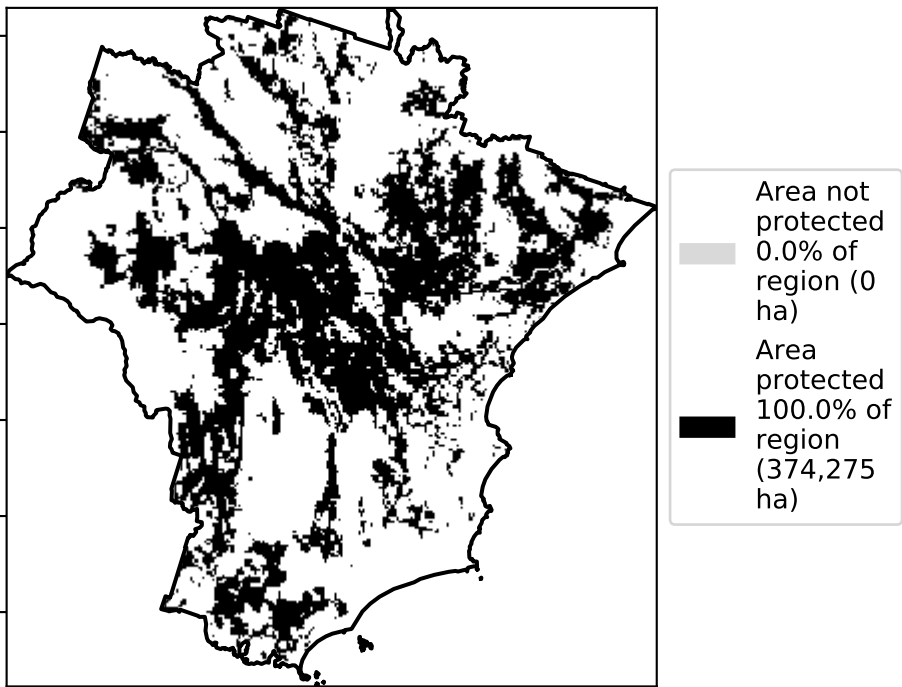 Area not
protected
0.0% of
region (0
ha)
Area
protected
100.0% of
region
(374,275
ha)